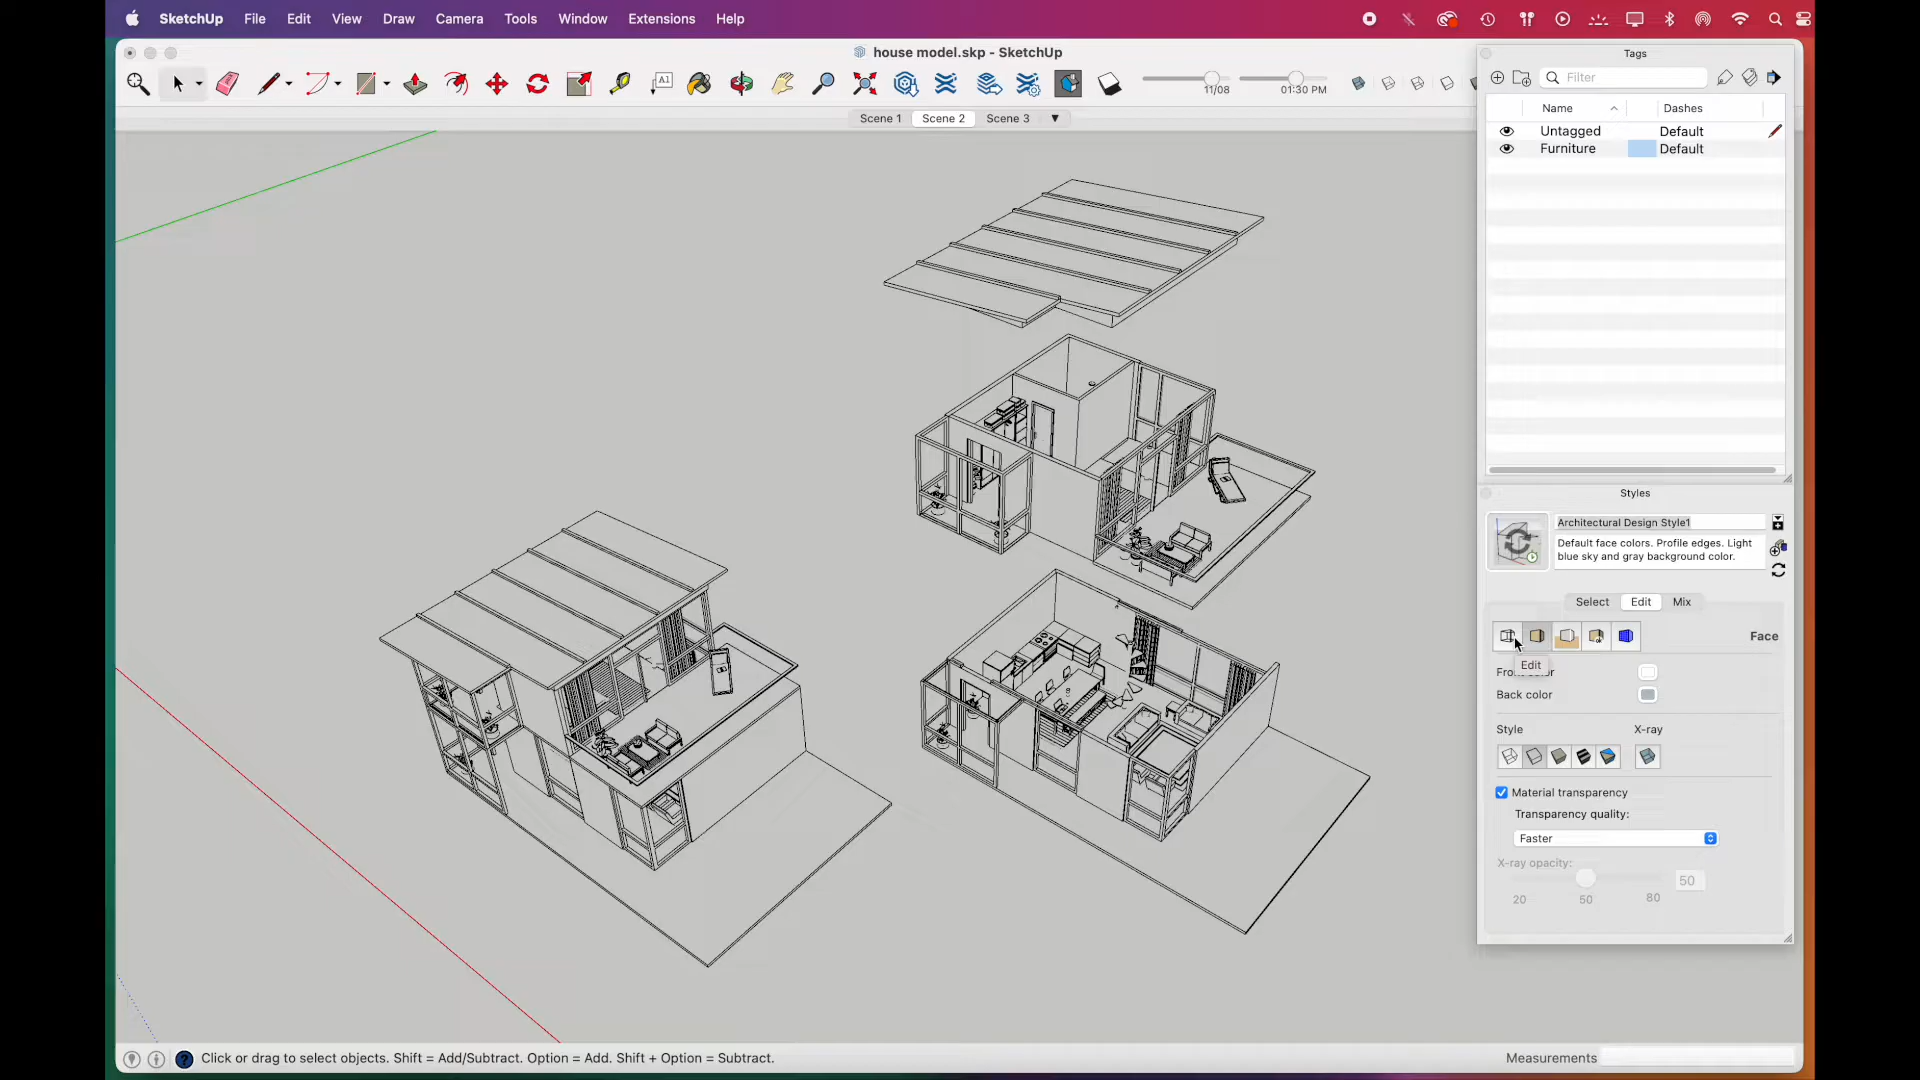 SketchUp File Edit View Draw Camera Tools Window Extensions Help
house model.skp - SketchUp
A1
11/08
01:30 PM
Scene 1 Scene 2 Scene 3
Tags
Filter
Name Dashes
Untagged Default
Furniture Default
Styles
Architectural Design Style1
Default face colors. Profile edges. Light
blue sky and gray background color.
Select Edit Mix
Face
Edit
Back color
Style X-ray
Material transparency
Transparency quality:
Faster
X-ray opacity:
50
20 50 80
Click or drag to select objects. Shift = Add/Subtract. Option = Add. Shift + Option = Subtract.
Measurements